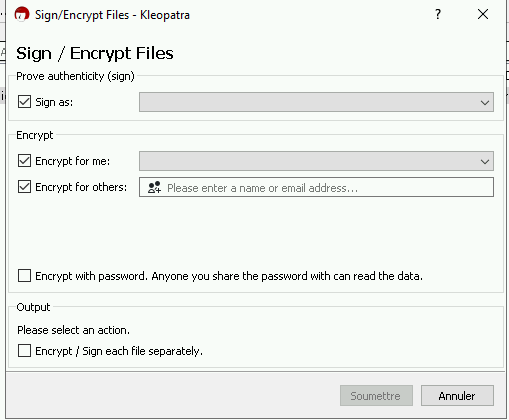 Sign/Encrypt Files - Kleopatra
Sign / Encrypt Files
Prove authenticity (sign)
Sign as:
Encrypt
Encrypt for me:
Encrypt for others: Please enter a name or email address...
Encrypt with password. Anyone you share the password with can read the data.
Output
Please select an action.
Encrypt / Sign each file separately.
Soumettre Annuler